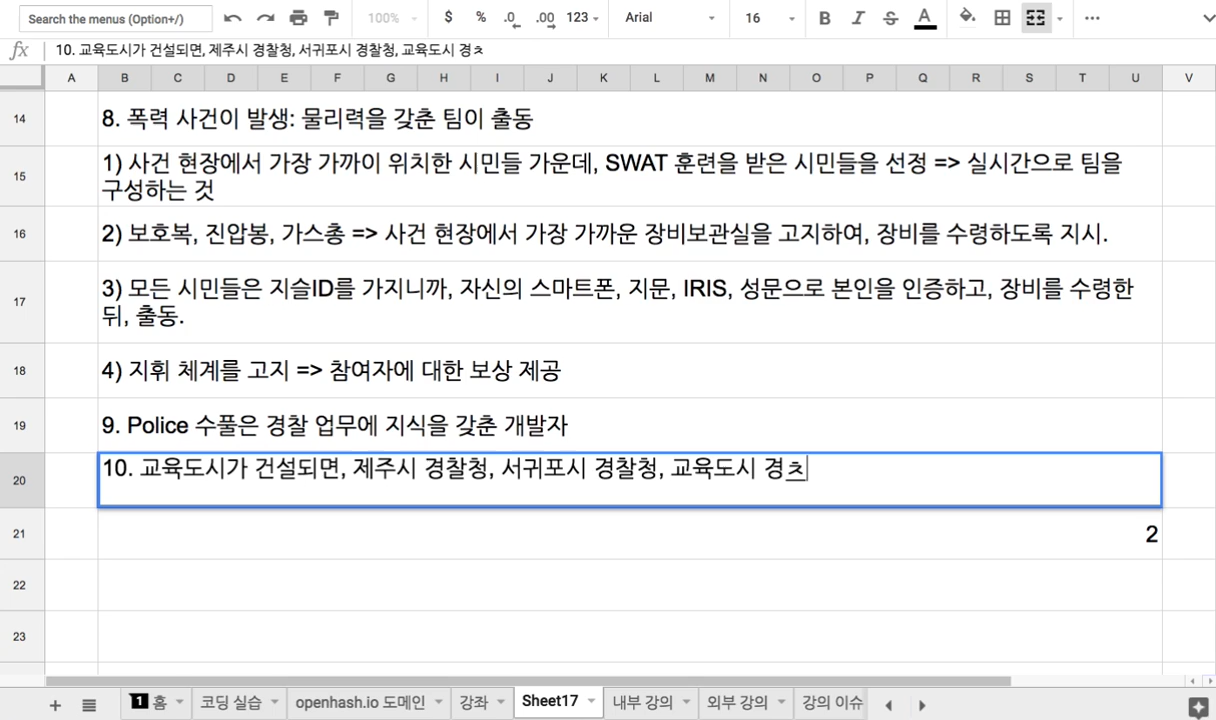 Search the menus (Option+/)
100%
$ % .0 .00 123
Arial
16
B I S A
fx 10. 교육도시가 건설되면, 제주시 경찰청, 서귀포시 경찰청, 교육도시 경ㅊ
A B C D E F G H I J K L M N O P Q R S T U V
14 8. 폭력 사건이 발생: 물리력을 갖춘 팀이 출동
15 1) 사건 현장에서 가장 가까이 위치한 시민들 가운데, SWAT 훈련을 받은 시민들을 선정 => 실시간으로 팀을
구성하는 것
16 2) 보호복, 진압봉, 가스총 => 사건 현장에서 가장 가까운 장비보관실을 고지하여, 장비를 수령하도록 지시.
17 3) 모든 시민들은 지슬ID를 가지니까, 자신의 스마트폰, 지문, IRIS, 성문으로 본인을 인증하고, 장비를 수령한
뒤, 출동.
18 4) 지휘 체계를 고지 => 참여자에 대한 보상 제공
19 9. Police 수풀은 경찰 업무에 지식을 갖춘 개발자
20 10. 교육도시가 건설되면, 제주시 경찰청, 서귀포시 경찰청, 교육도시 경ㅊ
21 2
22
23
1 홈 코딩 실습 openhash.io 도메인 강좌 Sheet17 내부 강의 외부 강의 강의 이슈